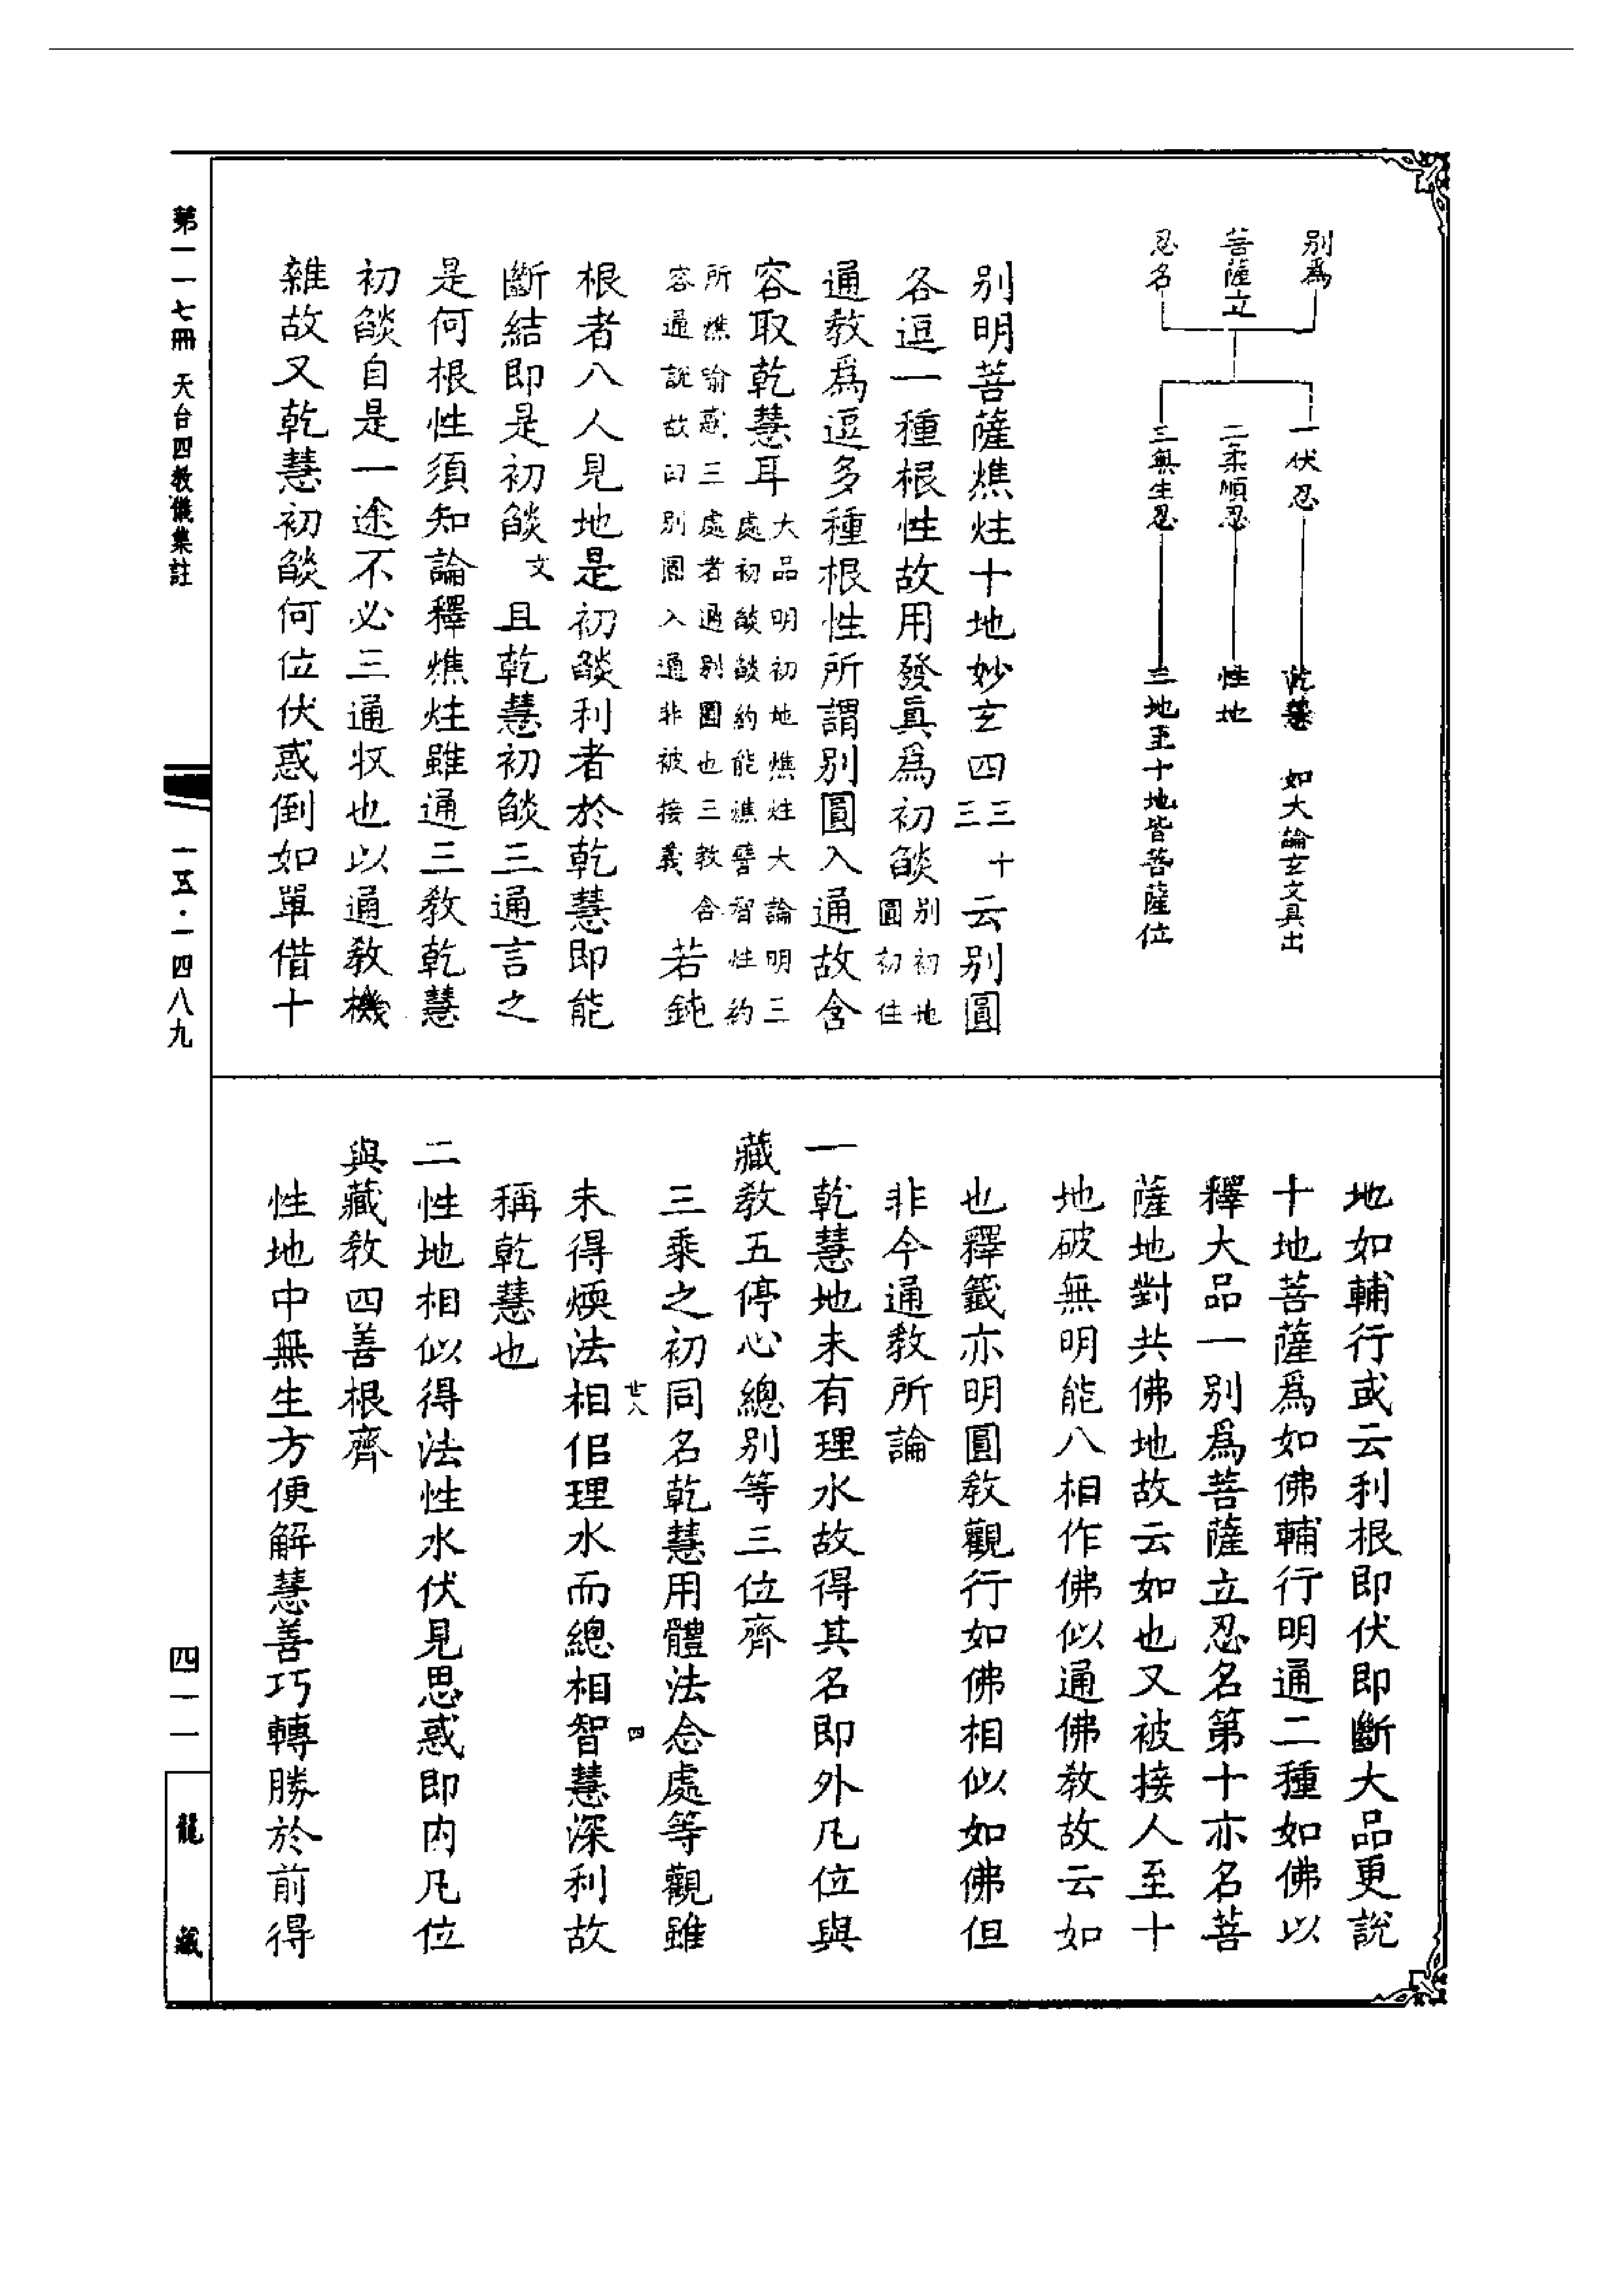 別爲
菩薩立
忍名
一伏忍 乾慧 如大論玄文具出
二柔順忍 性地
三無生忍 三地至十地皆菩薩位
別明菩薩燋炷十地妙玄四三十三云別圓
各逗一種根性故用發眞爲初燄別初地圓初住
通教爲逗多種根性所謂別圓入通故含
容取乾慧耳大品明初地燋炷大論明三處初燄燄約能燋譬智性約
所燋喻惑三處者通別圓也三教含容通說故曰別圓入通非被接義若鈍
根者八人見地是初燄利者於乾慧即能
斷結即是初燄文且乾慧初燄三通言之
是何根性須知論釋燋炷雖通三教乾慧
初燄自是一途不必三通收也以通教機
雜故又乾慧初燄何位伏惑倒如單借十
地如輔行或云利根即伏即斷大品更說
十地菩薩爲如佛輔行明通二種如佛以
釋大品一別爲菩薩立忍名第十亦名菩
薩地對共佛地故云如也又被接人至十
地破無明能八相作佛似通佛教故云如
也釋籤亦明圓教觀行如佛相似如佛但
非今通教所論
一乾慧地未有理水故得其名即外凡位與
藏教五停心總別等三位齊
三乘之初同名乾慧用體法念處等觀雖
世人 四
未得煗法相佀理水而總相智慧深利故
稱乾慧也
二性地相似得法性水伏見思惑即内凡位
與藏教四善根齊
性地中無生方便解慧善巧轉勝於前得
第一一七冊 天台四教儀集註
一五·一四八九
四一一
龍藏